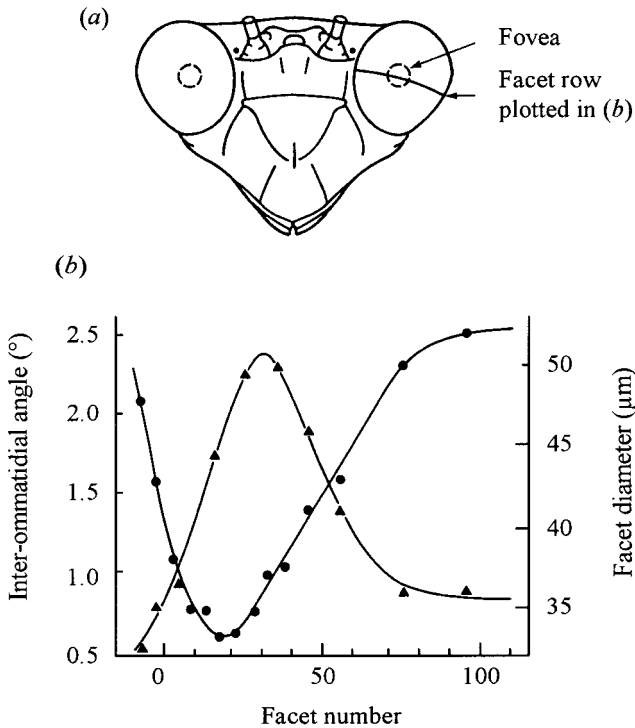 (a)
Fovea
Facet row
plotted in (b)
(b)
Inter-ommatidial angle (°)
2.5
2.0
1.5
1.0
0.5
50
45
40
35
Facet diameter (µm)
0
50
100
Facet number